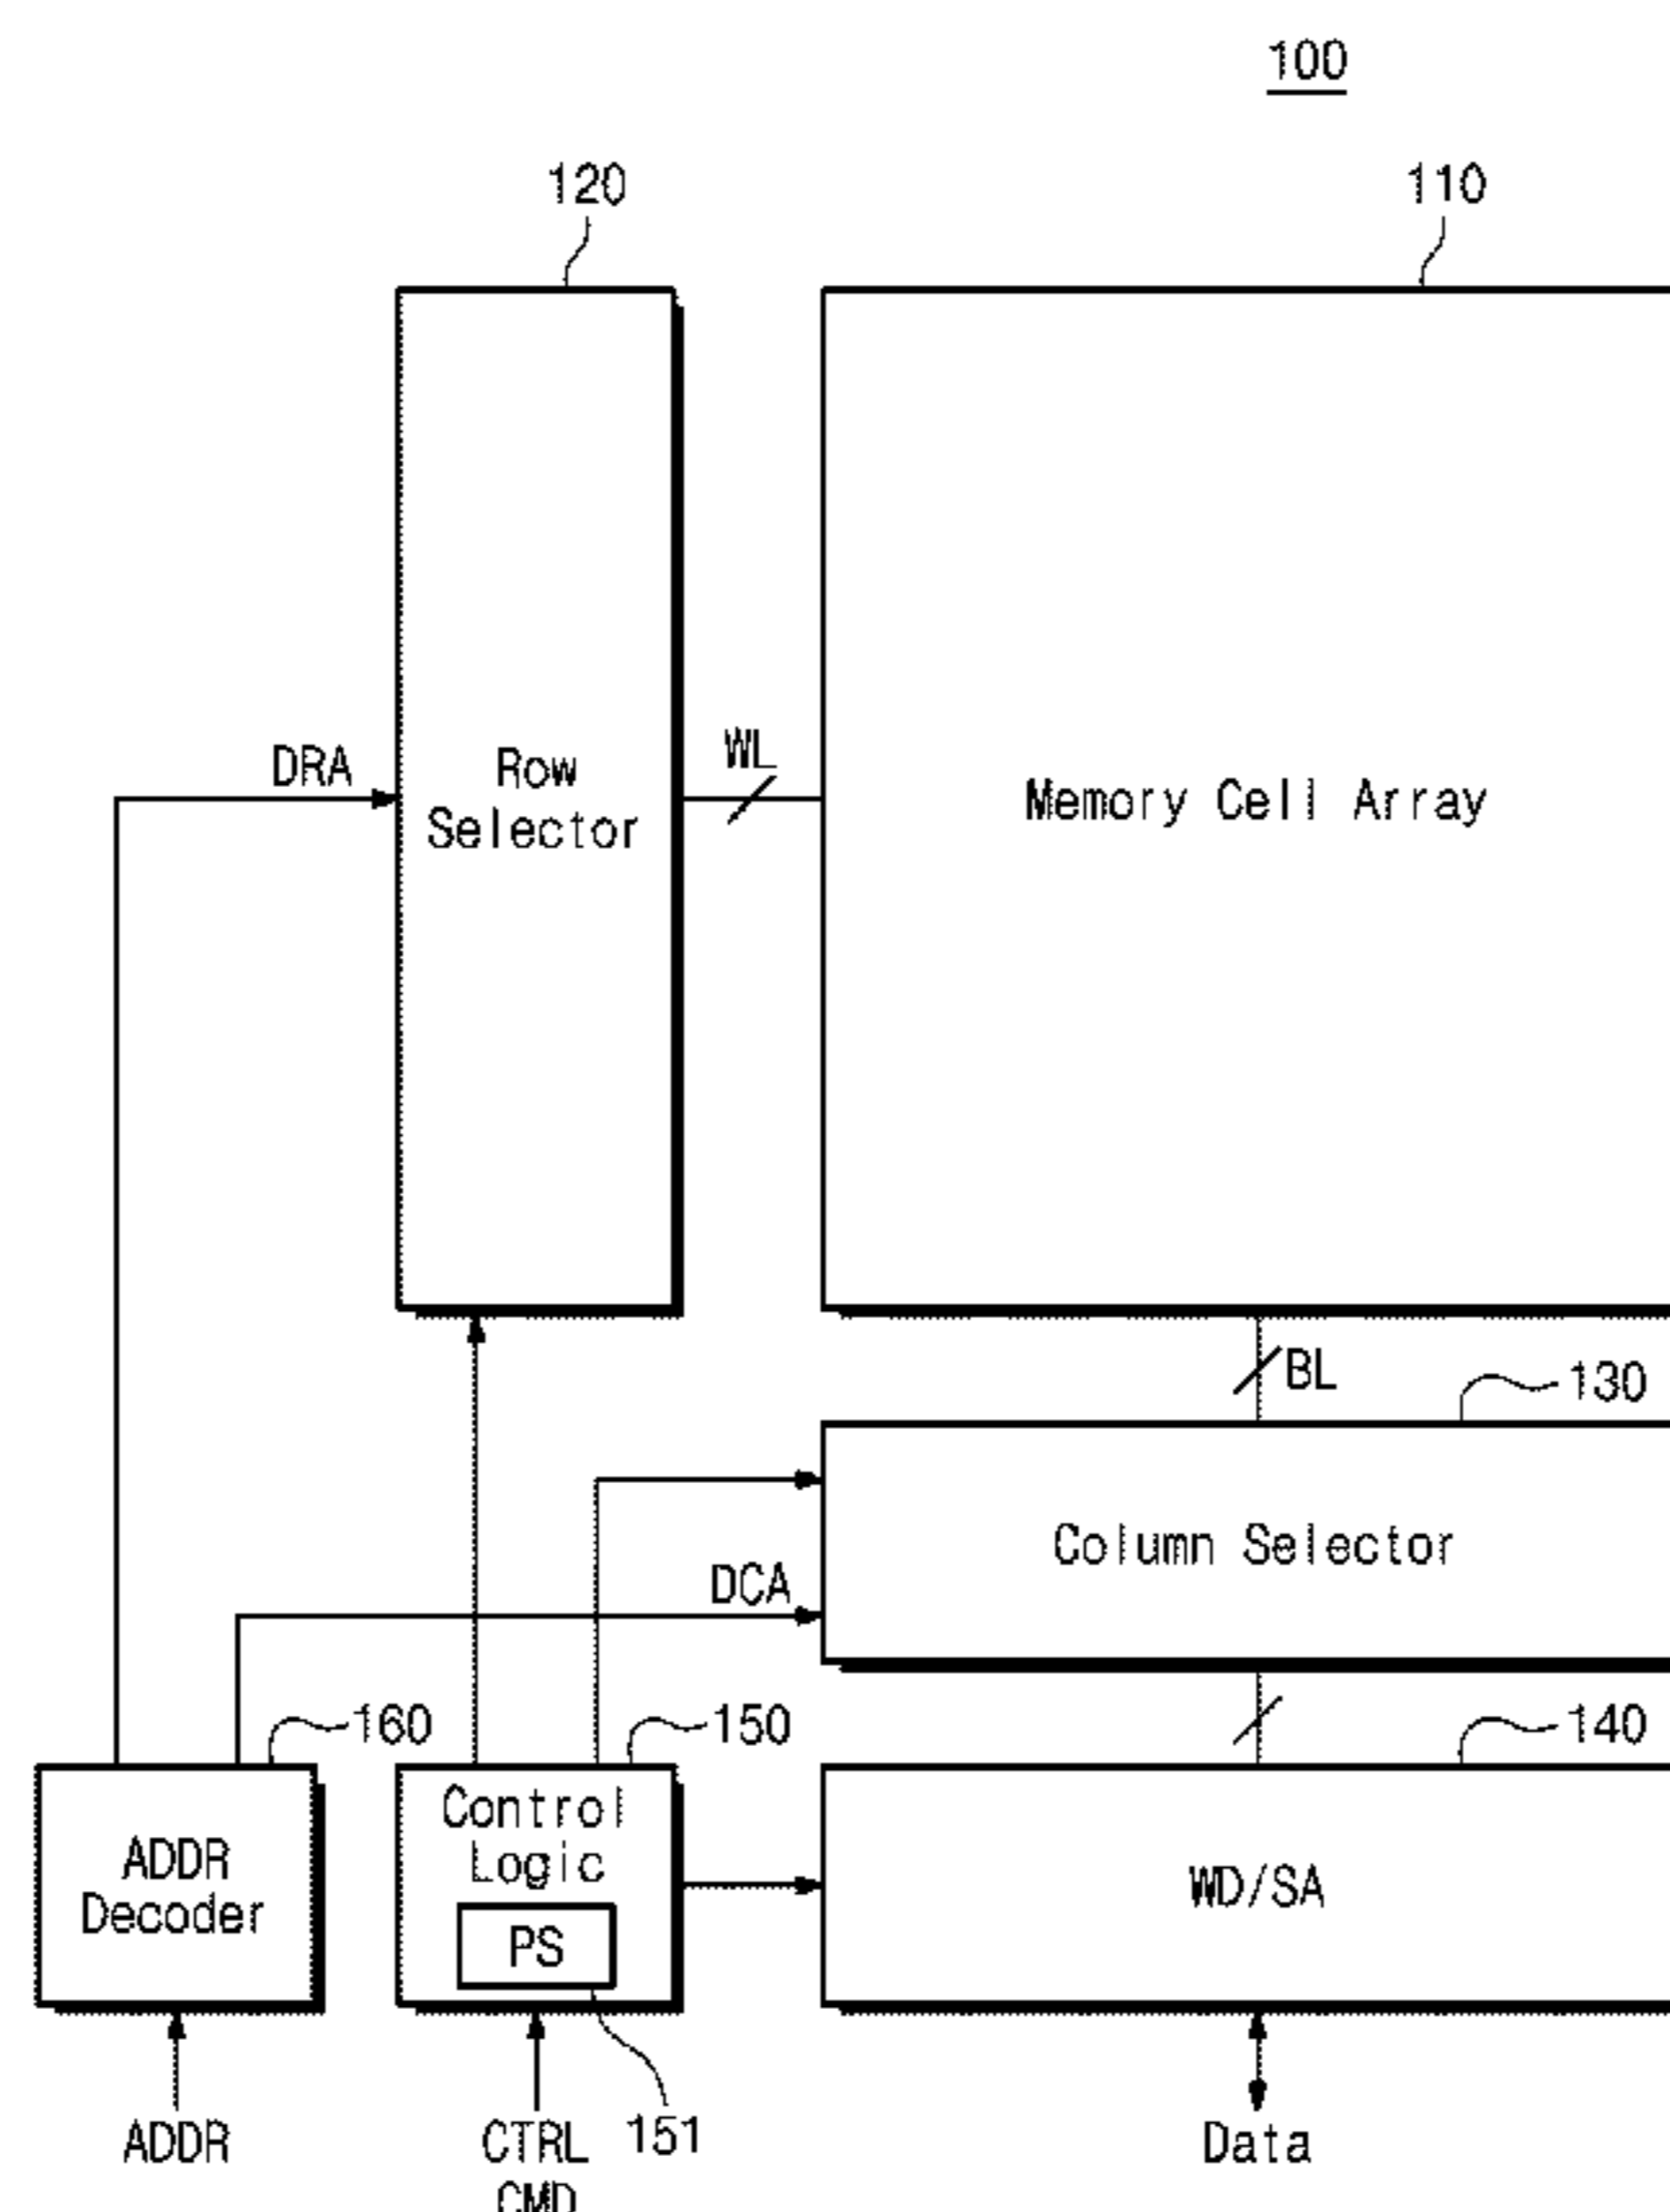 100
120
110
DRA
Row
Selector
WL
Memory Cell Array
BL
130
Column Selector
DCA
160
150
140
ADDR
Decoder
Control
Logic
PS
WD/SA
ADDR
CTRL
CMD
151
Data